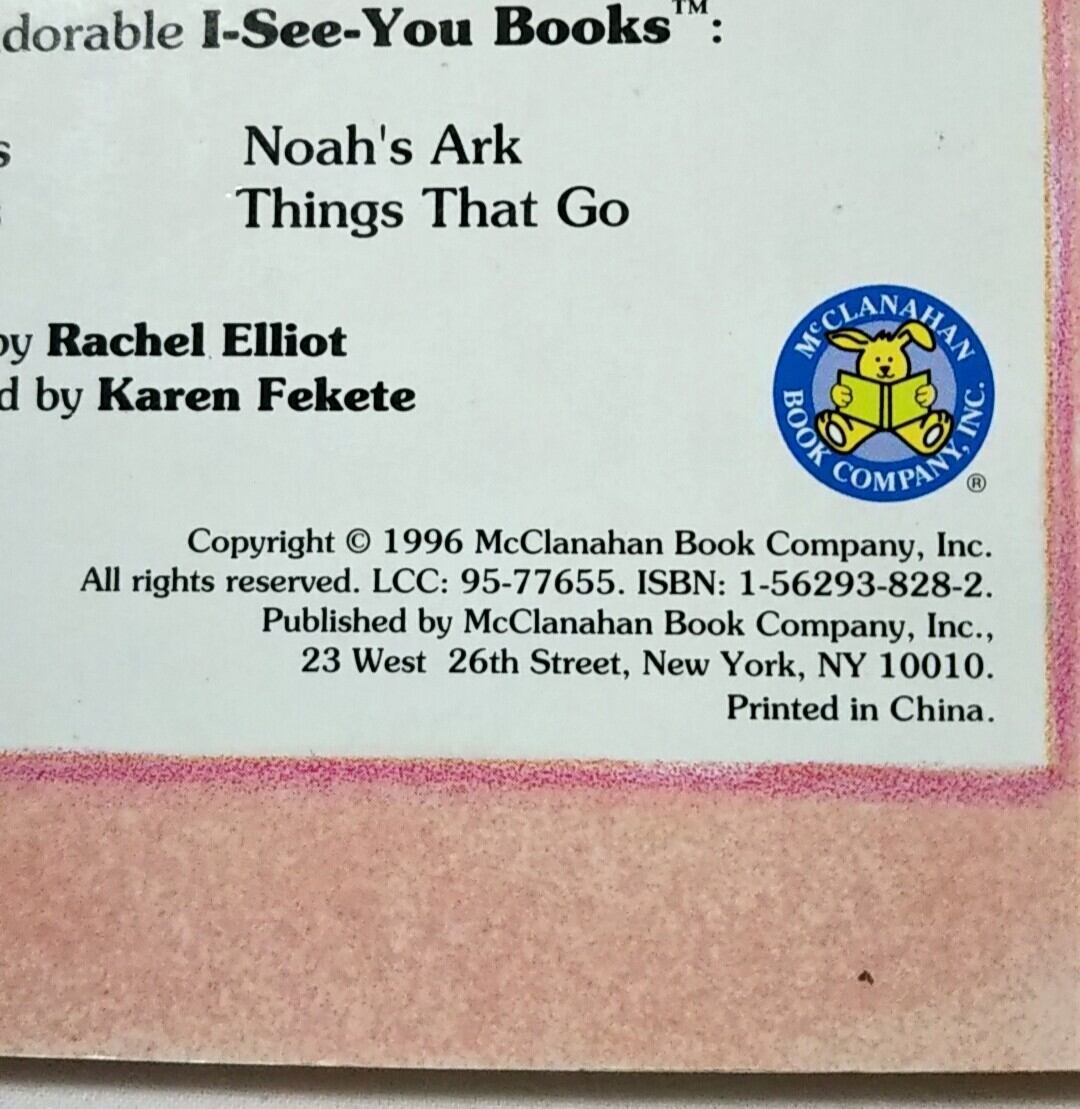 dorable I-See-You Books™:
s Noah's Ark
Things That Go
by Rachel Elliot
d by Karen Fekete
McCLANAHAN
BOOK COMPANY, INC.
®
Copyright © 1996 McClanahan Book Company, Inc.
All rights reserved. LCC: 95-77655. ISBN: 1-56293-828-2.
Published by McClanahan Book Company, Inc.,
23 West 26th Street, New York, NY 10010.
Printed in China.